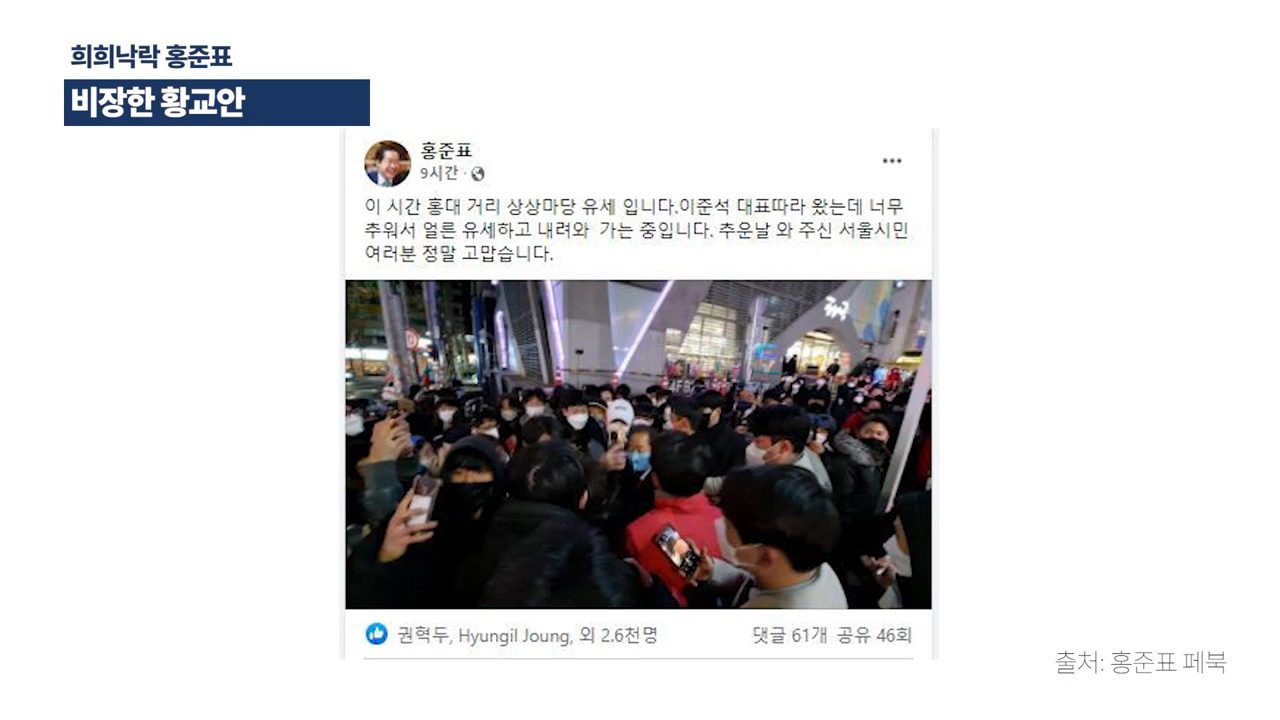 희희낙락 홍준표
비장한 황교안
홍준표
9시간 ·
이 시간 홍대 거리 상상마당 유세 입니다.이준석 대표따라 왔는데 너무
추워서 얼른 유세하고 내려와 가는 중입니다. 추운날 와 주신 서울시민
여러분 정말 고맙습니다.
권혁두, Hyungil Joung, 외 2.6천명
댓글 61개 공유 46회
출처: 홍준표 페북